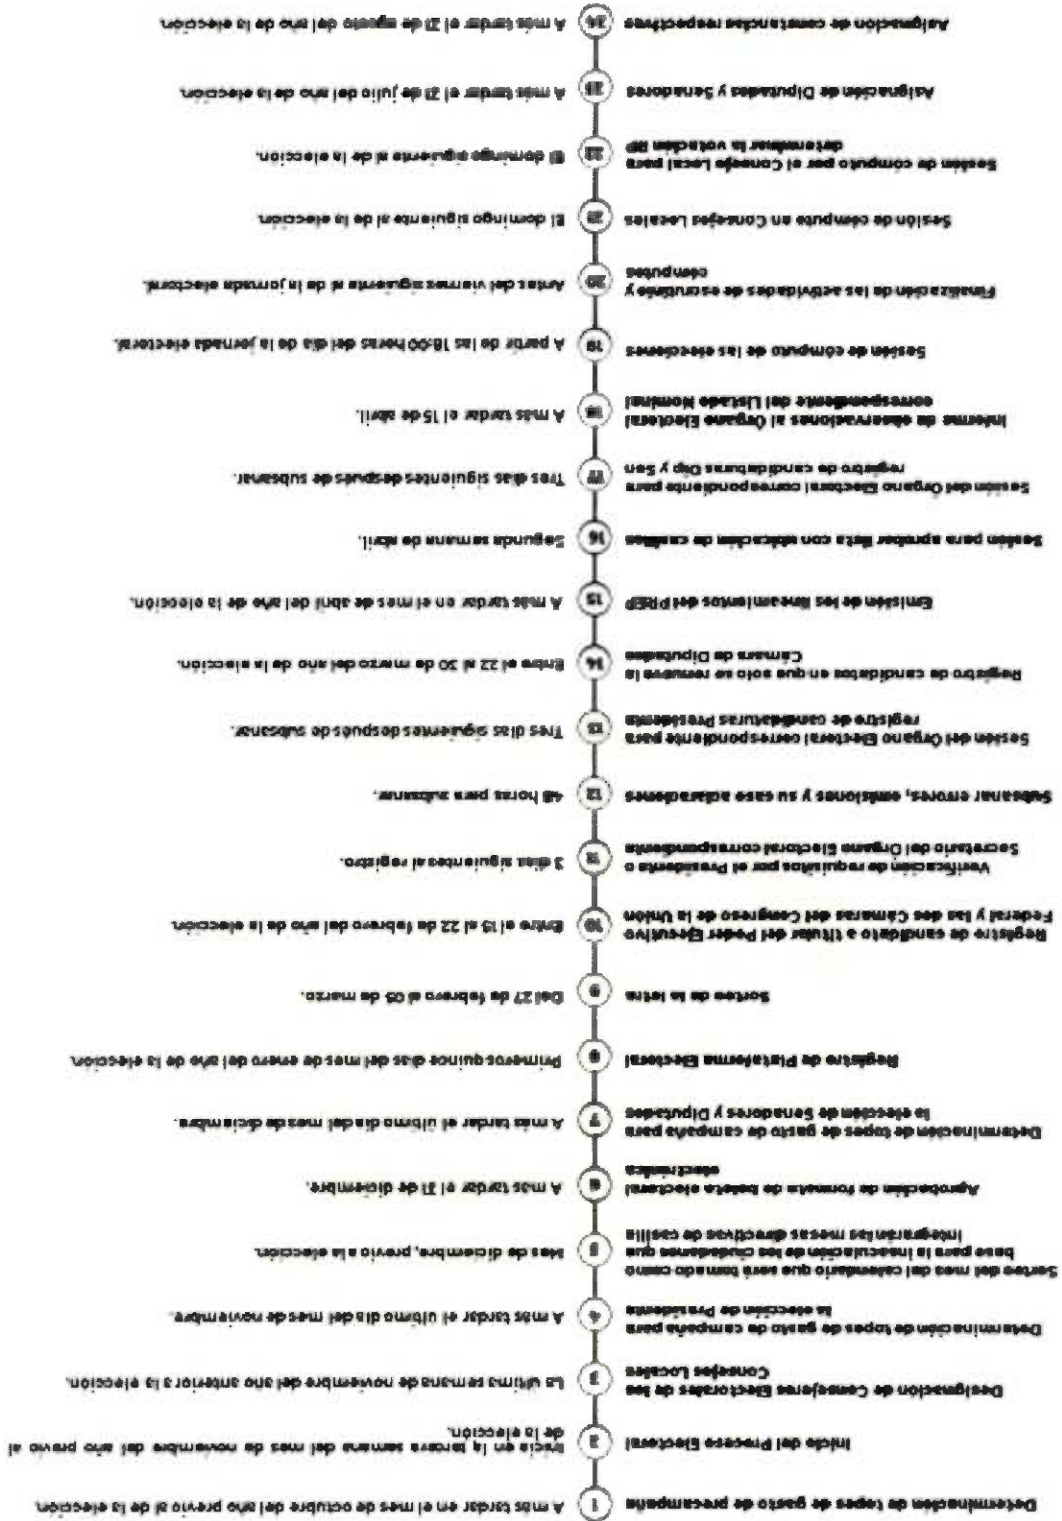 Determinación de topes de gasto de precampaña
1
A más tardar en el mes de octubre del año previo al de la elección.
Inicio del Proceso Electoral
2
Inicia en la tercera semana del mes de noviembre del año previo al
de la elección.
Designación de Consejeros Electorales de los
Consejos Locales
3
La última semana de noviembre del año anterior a la elección.
Determinación de topes de gasto de campaña para
la elección de Presidente
4
A más tardar el último día del mes de noviembre.
Sorteo del mes del calendario que será tomado como
base para la insaculación de los ciudadanos que
integrarán las mesas directivas de casilla
5
Mes de diciembre, previo a la elección.
Aprobación de formato de boleta electoral
electrónica
6
A más tardar el 31 de diciembre.
Determinación de topes de gasto de campaña para
la elección de Senadores y Diputados
7
A más tardar el último día del mes de diciembre.
Registro de Plataforma Electoral
8
Primeros quince días del mes de enero del año de la elección.
Sorteo de la letra
9
Del 27 de febrero al 05 de marzo.
Registro de candidato a titular del Poder Ejecutivo
Federal y las dos Cámaras del Congreso de la Unión
10
Entre el 15 al 22 de febrero del año de la elección.
Verificación de requisitos por el Presidente o
Secretario del Órgano Electoral correspondiente
11
3 días siguientes al registro.
Subsanar errores, omisiones y su caso aclaraciones
12
48 horas para subsanar.
Sesión del Órgano Electoral correspondiente para
registro de candidaturas Presidente
13
Tres días siguientes después de subsanar.
Registro de candidatos en que solo se renueve la
Cámara de Diputados
14
Entre el 22 al 30 de marzo del año de la elección.
Emisión de los lineamientos del PREP
15
A más tardar en el mes de abril del año de la elección.
Sesión para aprobar lista con ubicación de casillas
16
Segunda semana de abril.
Sesión del Órgano Electoral correspondiente para
registro de candidaturas Dip y Sen
17
Tres días siguientes después de subsanar.
Informe de observaciones al Órgano Electoral
correspondiente del Listado Nominal
18
A más tardar el 15 de abril.
Sesión de cómputo de las elecciones
19
A partir de las 18:00 horas del día de la jornada electoral.
Finalización de las actividades de escrutinio y
cómputos
20
Antes del viernes siguiente al de la jornada electoral.
Sesión de cómputo en Consejos Locales
21
El domingo siguiente al de la elección.
Sesión de cómputo por el Consejo Local para
determinar la votación RP
22
El domingo siguiente al de la elección.
Asignación de Diputados y Senadores
23
A más tardar el 31 de julio del año de la elección.
Asignación de constancias respectivas
24
A más tardar el 31 de agosto del año de la elección.